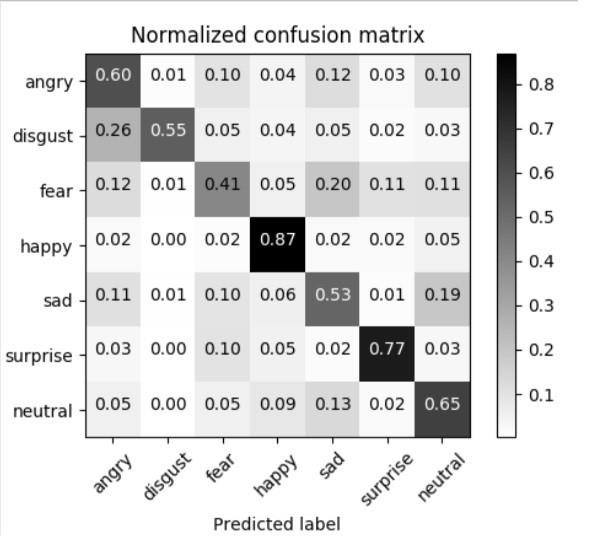 Normalized confusion matrix
angry 0.60 0.01 0.10 0.04 0.12 0.03 0.10
disgust 0.26 0.55 0.05 0.04 0.05 0.02 0.03
fear 0.12 0.01 0.41 0.05 0.20 0.11 0.11
happy 0.02 0.00 0.02 0.87 0.02 0.02 0.05
sad 0.11 0.01 0.10 0.06 0.53 0.01 0.19
surprise 0.03 0.00 0.10 0.05 0.02 0.77 0.03
neutral 0.05 0.00 0.05 0.09 0.13 0.02 0.65
angry disgust fear happy sad surprise neutral
Predicted label
0.8
0.7
0.6
0.5
0.4
0.3
0.2
0.1